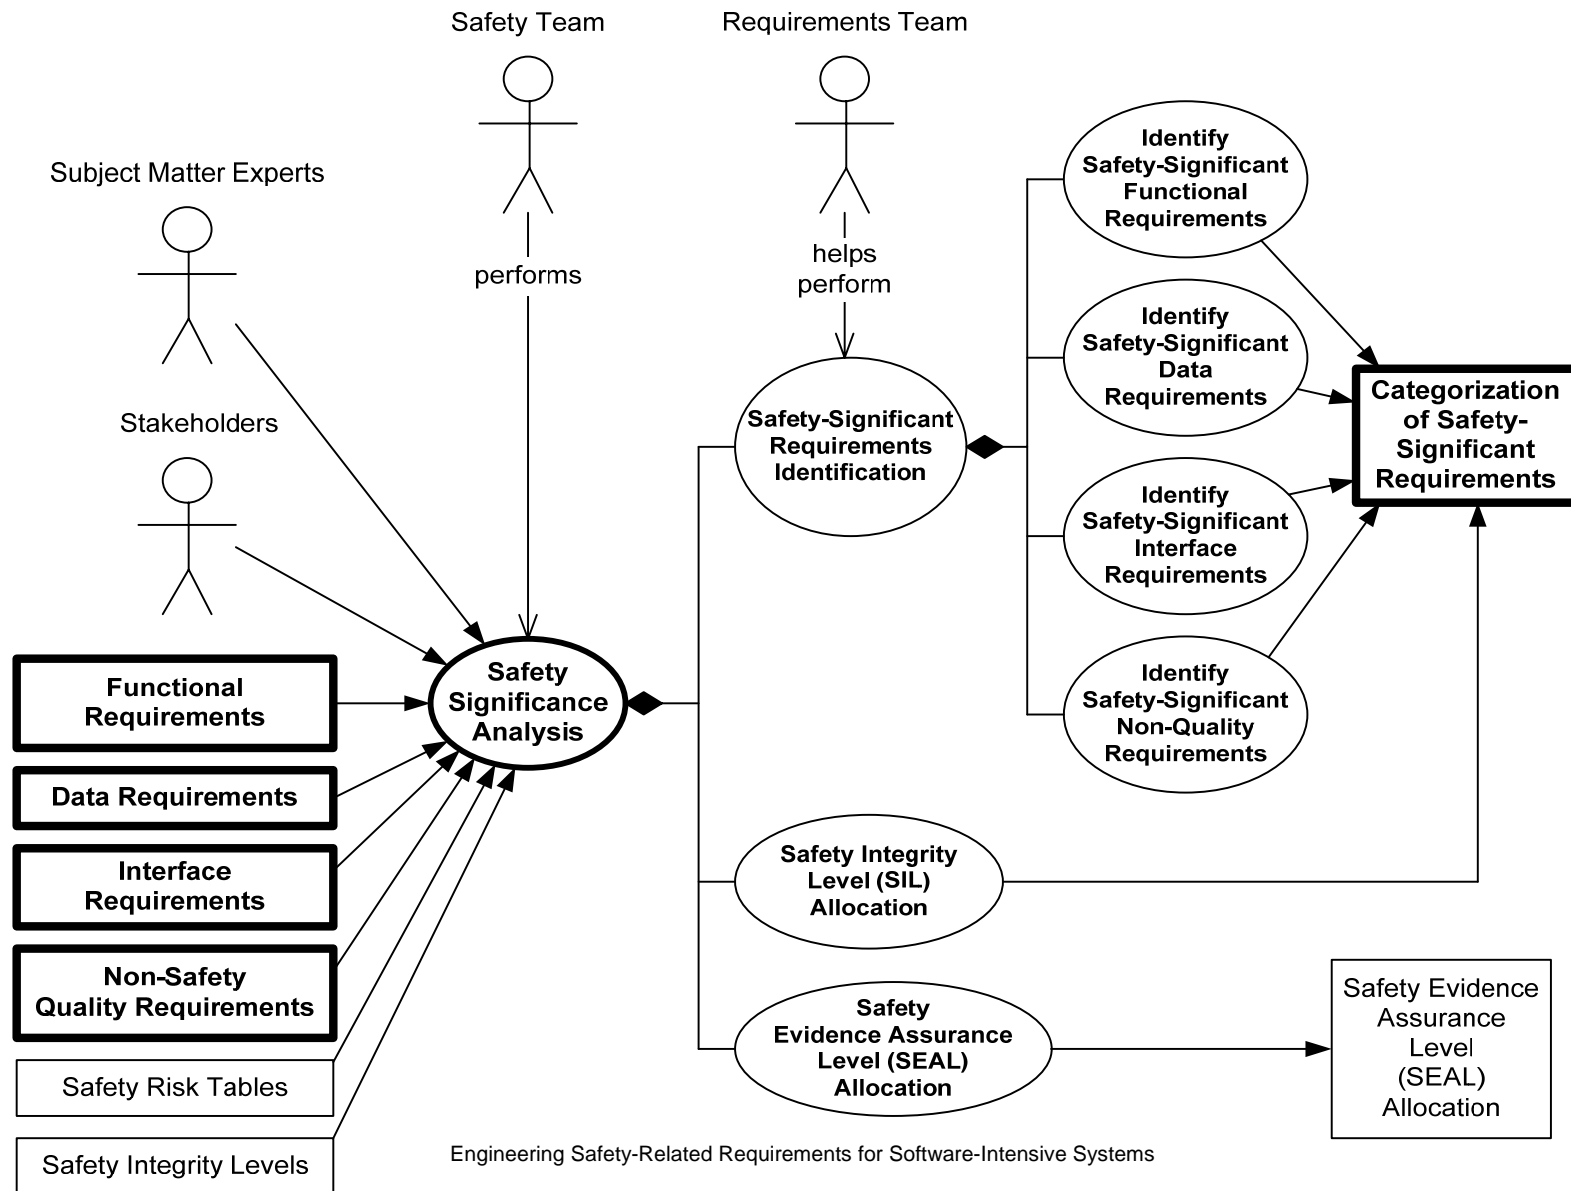 Safety Team
Requirements Team
Subject Matter Experts
performs
helps
perform
Stakeholders
Functional
Requirements
Data Requirements
Interface
Requirements
Non-Safety
Quality Requirements
Safety Risk Tables
Safety Integrity Levels
Safety
Significance
Analysis
Safety-Significant
Requirements
Identification
Safety Integrity
Level (SIL)
Allocation
Safety
Evidence Assurance
Level (SEAL)
Allocation
Identify
Safety-Significant
Functional
Requirements
Identify
Safety-Significant
Data
Requirements
Identify
Safety-Significant
Interface
Requirements
Identify
Safety-Significant
Non-Quality
Requirements
Categorization
of Safety-
Significant
Requirements
Safety Evidence
Assurance
Level
(SEAL)
Allocation
Engineering Safety-Related Requirements for Software-Intensive Systems